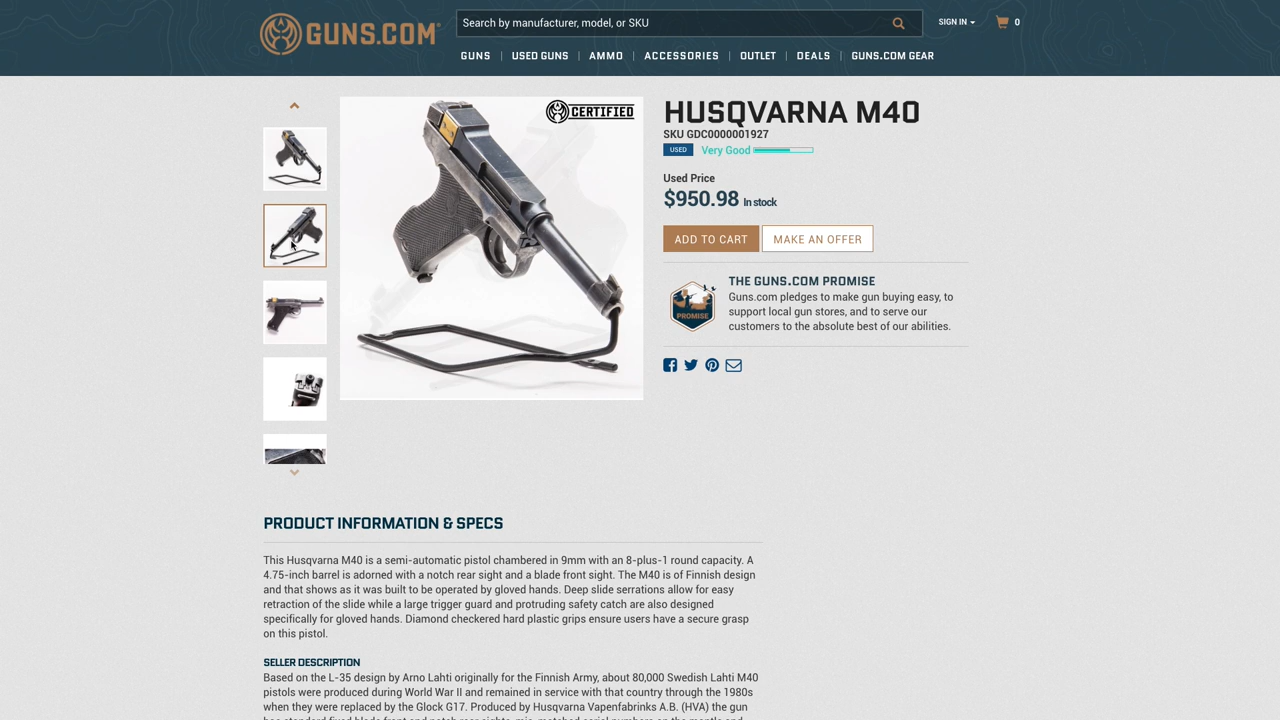 GUNS.COM
Search by manufacturer, model, or SKU
SIGN IN
0
GUNS | USED GUNS | AMMO | ACCESSORIES | OUTLET | DEALS | GUNS.COM GEAR
CERTIFIED
HUSQVARNA M40
SKU GDC0000001927
USED Very Good
Used Price
$950.98 In stock
ADD TO CART MAKE AN OFFER
PROMISE
THE GUNS.COM PROMISE
Guns.com pledges to make gun buying easy, to
support local gun stores, and to serve our
customers to the absolute best of our abilities.
PRODUCT INFORMATION & SPECS
This Husqvarna M40 is a semi-automatic pistol chambered in 9mm with an 8-plus-1 round capacity. A
4.75-inch barrel is adorned with a notch rear sight and a blade front sight. The M40 is of Finnish design
and that shows as it was built to be operated by gloved hands. Deep slide serrations allow for easy
retraction of the slide while a large trigger guard and protruding safety catch are also designed
specifically for gloved hands. Diamond checkered hard plastic grips ensure users have a secure grasp
on this pistol.
SELLER DESCRIPTION
Based on the L-35 design by Arno Lahti originally for the Finnish Army, about 80,000 Swedish Lahti M40
pistols were produced during World War II and remained in service with that country through the 1980s
when they were replaced by the Glock G17. Produced by Husqvarna Vapenfabrinks A.B. (HVA) the gun